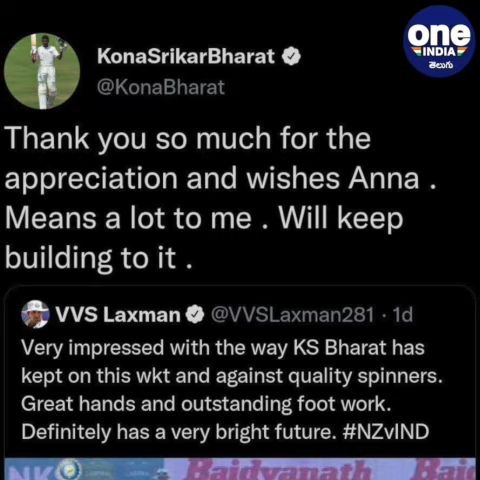 one
INDIA
తెలుగు
KonaSrikarBharat
@KonaBharat
Thank you so much for the
appreciation and wishes Anna .
Means a lot to me . Will keep
building to it .
VVS Laxman @VVSLaxman281 · 1d
Very impressed with the way KS Bharat has
kept on this wkt and against quality spinners.
Great hands and outstanding foot work.
Definitely has a very bright future. #NZvIND
Baidyanath